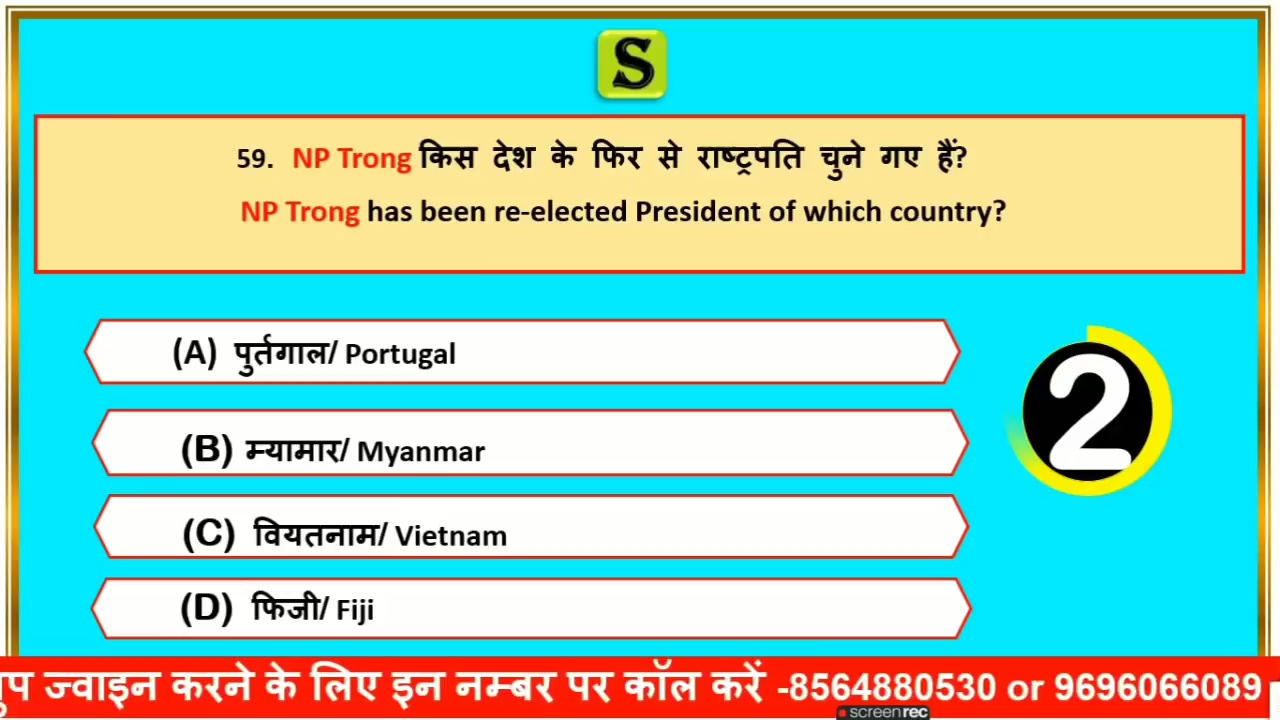 S
59. NP Trong किस देश के फिर से राष्ट्रपति चुने गए हैं?
NP Trong has been re-elected President of which country?
(A) पुर्तगाल/ Portugal
2
(B) म्यामार/ Myanmar
(C) वियतनाम/ Vietnam
(D) फिजी/ Fiji
ज्वाइन करने के लिए इन नम्बर पर कॉल करें -8564880530 or 9696066089
screenrec